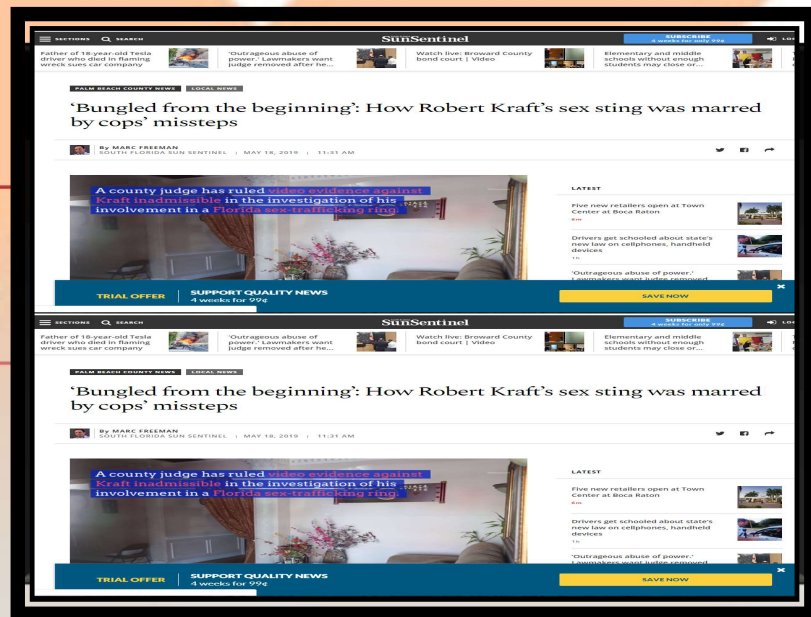 SECTIONS SEARCH
SunSentinel
SUBSCRIBE
4 weeks for only 99¢
Father of 18-year-old Tesla
driver who died in flaming
wreck sues car company
'Outrageous abuse of
power.' Lawmakers want
judge removed after he...
Watch live: Broward County
bond court | Video
Elementary and middle
schools without enough
students may close or...
PALM BEACH COUNTY NEWS LOCAL NEWS
‘Bungled from the beginning’: How Robert Kraft’s sex sting was marred
by cops’ missteps
By MARC FREEMAN
SOUTH FLORIDA SUN SENTINEL | MAY 18, 2019 | 11:31 AM
A county judge has ruled video evidence against
Kraft inadmissible in the investigation of his
involvement in a Florida sex-trafficking ring.
LATEST
Five new retailers open at Town
Center at Boca Raton
6m
Drivers get schooled about state's
new law on cellphones, handheld
devices
1h
'Outrageous abuse of power.'
Lawmakers want judge removed
TRIAL OFFER
SUPPORT QUALITY NEWS
4 weeks for 99¢
SAVE NOW
SECTIONS SEARCH
SunSentinel
SUBSCRIBE
4 weeks for only 99¢
Father of 18-year-old Tesla
driver who died in flaming
wreck sues car company
'Outrageous abuse of
power.' Lawmakers want
judge removed after he...
Watch live: Broward County
bond court | Video
Elementary and middle
schools without enough
students may close or...
PALM BEACH COUNTY NEWS LOCAL NEWS
‘Bungled from the beginning’: How Robert Kraft’s sex sting was marred
by cops’ missteps
By MARC FREEMAN
SOUTH FLORIDA SUN SENTINEL | MAY 18, 2019 | 11:31 AM
A county judge has ruled video evidence against
Kraft inadmissible in the investigation of his
involvement in a Florida sex-trafficking ring.
LATEST
Five new retailers open at Town
Center at Boca Raton
6m
Drivers get schooled about state's
new law on cellphones, handheld
devices
1h
'Outrageous abuse of power.'
Lawmakers want judge removed
TRIAL OFFER
SUPPORT QUALITY NEWS
4 weeks for 99¢
SAVE NOW